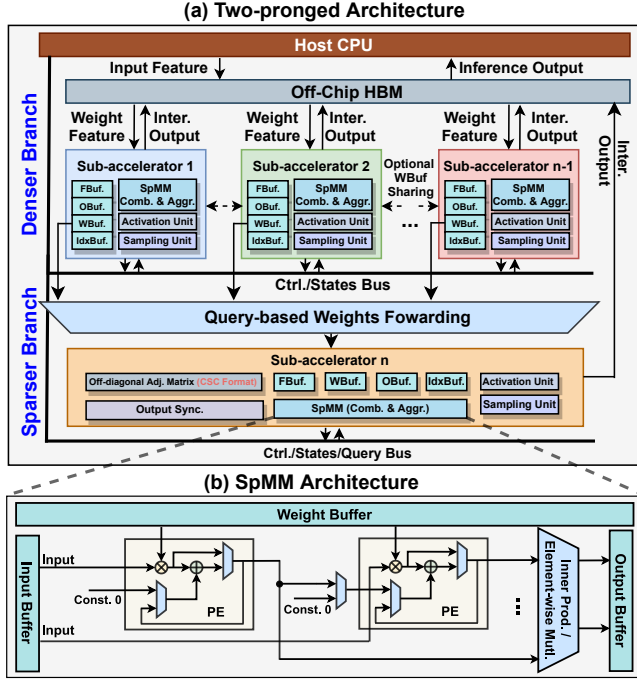 (a) Two-pronged Architecture
Host CPU
Input Feature
Inference Output
Off-Chip HBM
Denser Branch
Weight
Feature
Inter.
Output
Weight
Feature
Inter.
Output
Weight
Feature
Inter.
Output
Inter.
Output
Sub-accelerator 1
FBuf.
OBuf.
WBuf.
IdxBuf.
SpMM
Comb. & Aggr.
Activation Unit
Sampling Unit
Sub-accelerator 2
FBuf.
OBuf.
WBuf.
IdxBuf.
SpMM
Comb. & Aggr.
Activation Unit
Sampling Unit
Optional
WBuf
Sharing
...
Sub-accelerator n-1
FBuf.
OBuf.
WBuf.
IdxBuf.
SpMM
Comb. & Aggr.
Activation Unit
Sampling Unit
Ctrl./States Bus
Sparser Branch
Query-based Weights Fowarding
Sub-accelerator n
Off-diagonal Adj. Matrix (CSC Format)
FBuf.
WBuf.
OBuf.
IdxBuf.
Activation Unit
Output Sync.
SpMM (Comb. & Aggr.)
Sampling Unit
Ctrl./States/Query Bus
(b) SpMM Architecture
Weight Buffer
Input Buffer
Input
Const. 0
PE
Input
Const. 0
PE
...
Inner Prod. /
Element-wise Mutl.
Output Buffer